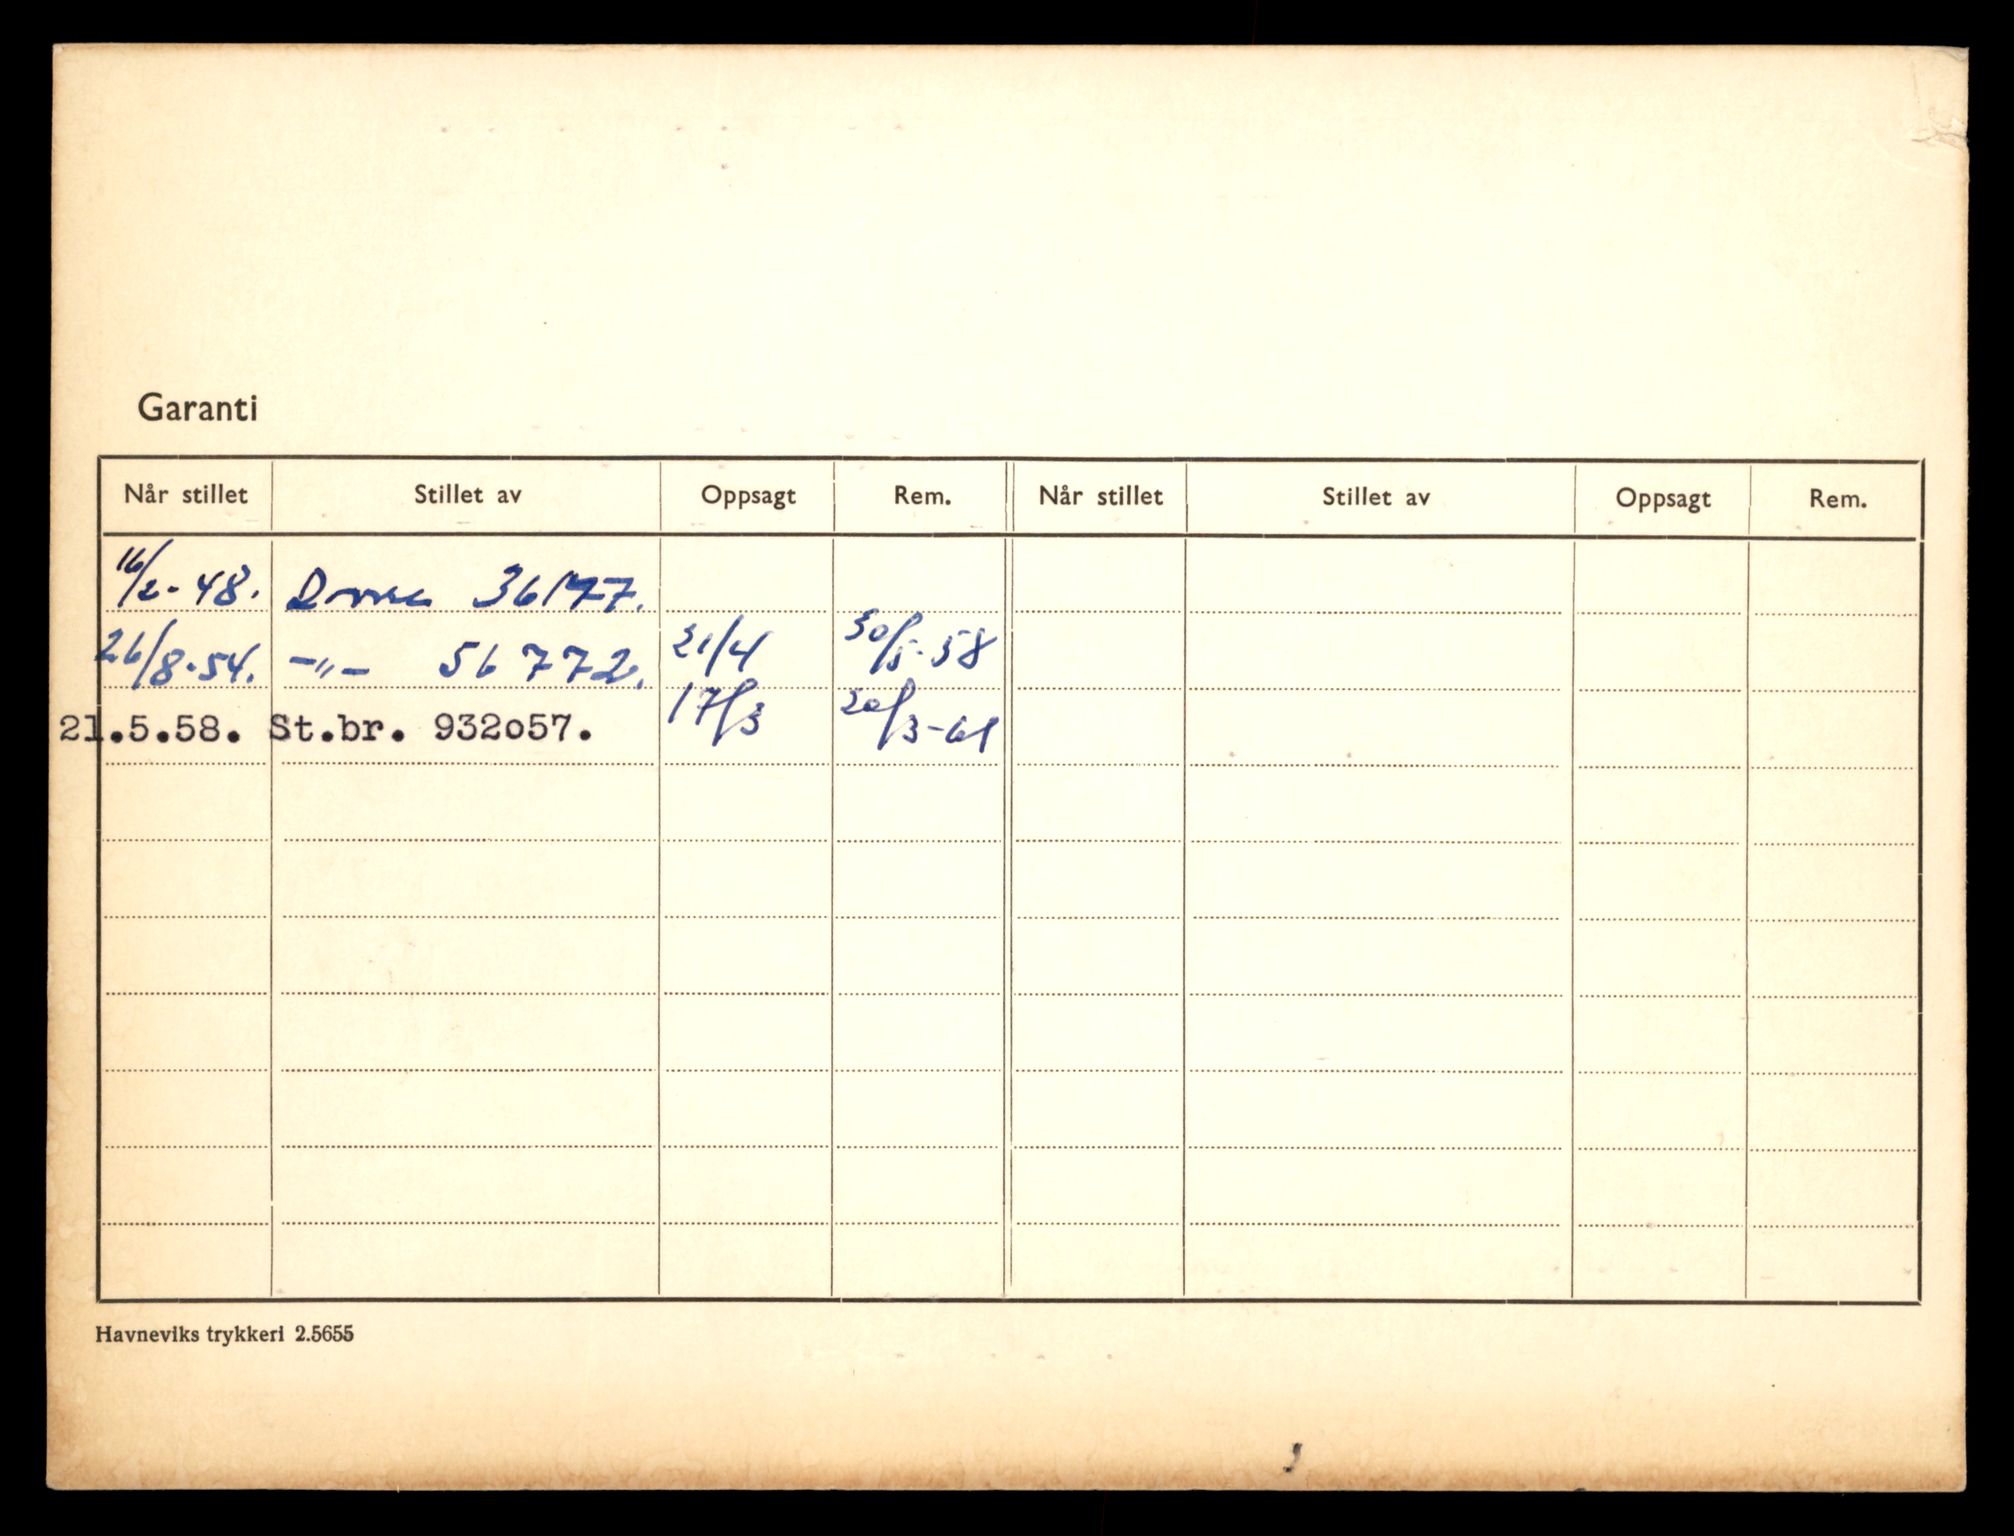 Garanti
Når stillet Stillet av Oppsagt Rem. Når stillet Stillet av Oppsagt Rem.
16/2-48. 36177.
26/8-54. -"- 56772. 21/4 30/5-58
21.5.58. St.br. 932o57. 17/3 20/3-61
Havneviks trykkeri 2.5655